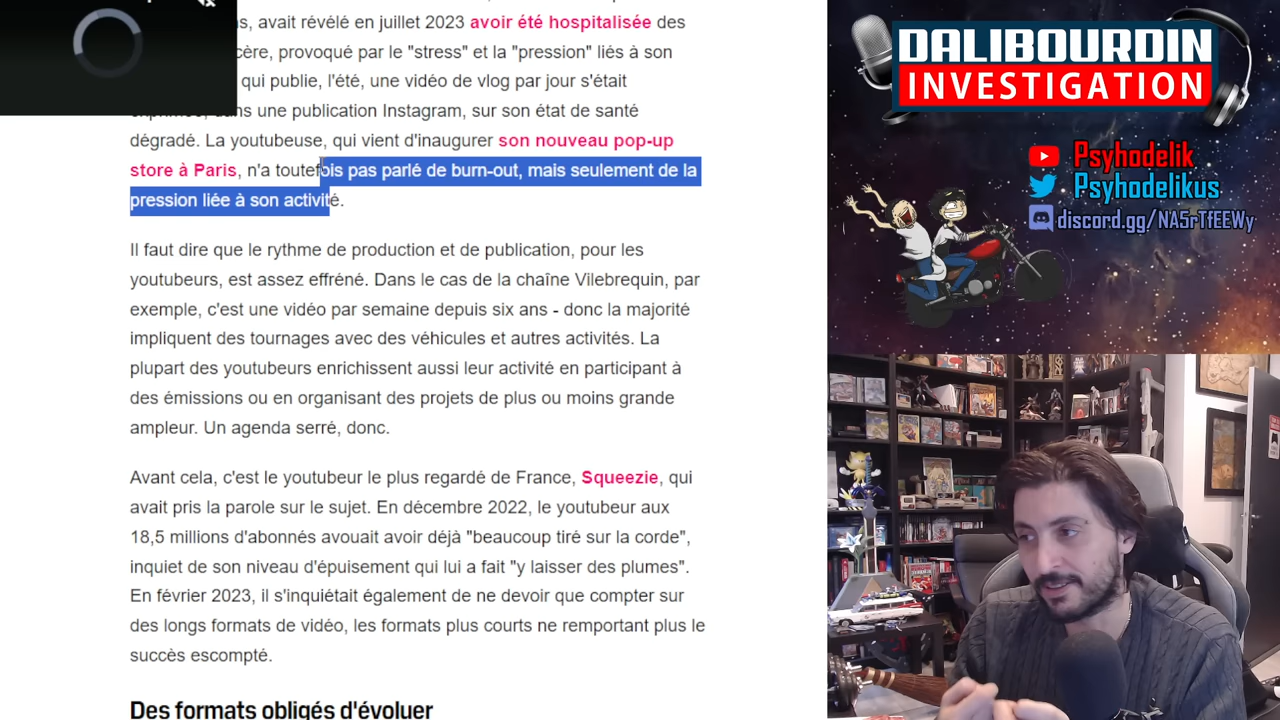 ns, avait révélé en juillet 2023 avoir été hospitalisée des
cère, provoqué par le "stress" et la "pression" liés à son
qui publie, l'été, une vidéo de vlog par jour s'était
dans une publication Instagram, sur son état de santé
dégradé. La youtubeuse, qui vient d'inaugurer son nouveau pop-up
store à Paris, n'a toutefois pas parlé de burn-out, mais seulement de la
pression liée à son activité.
Il faut dire que le rythme de production et de publication, pour les
youtubeurs, est assez effréné. Dans le cas de la chaîne Vilebrequin, par
exemple, c'est une vidéo par semaine depuis six ans - donc la majorité
impliquent des tournages avec des véhicules et autres activités. La
plupart des youtubeurs enrichissent aussi leur activité en participant à
des émissions ou en organisant des projets de plus ou moins grande
ampleur. Un agenda serré, donc.
Avant cela, c'est le youtubeur le plus regardé de France, Squeezie, qui
avait pris la parole sur le sujet. En décembre 2022, le youtubeur aux
18,5 millions d'abonnés avouait avoir déjà "beaucoup tiré sur la corde",
inquiet de son niveau d'épuisement qui lui a fait "y laisser des plumes".
En février 2023, il s'inquiétait également de ne devoir que compter sur
des longs formats de vidéo, les formats plus courts ne remportant plus le
succès escompté.
Des formats obligés d'évoluer
DALIBOURDIN
INVESTIGATION
Psyhodelik
Psyhodelikus
discord.gg/NA5rTfEEWy